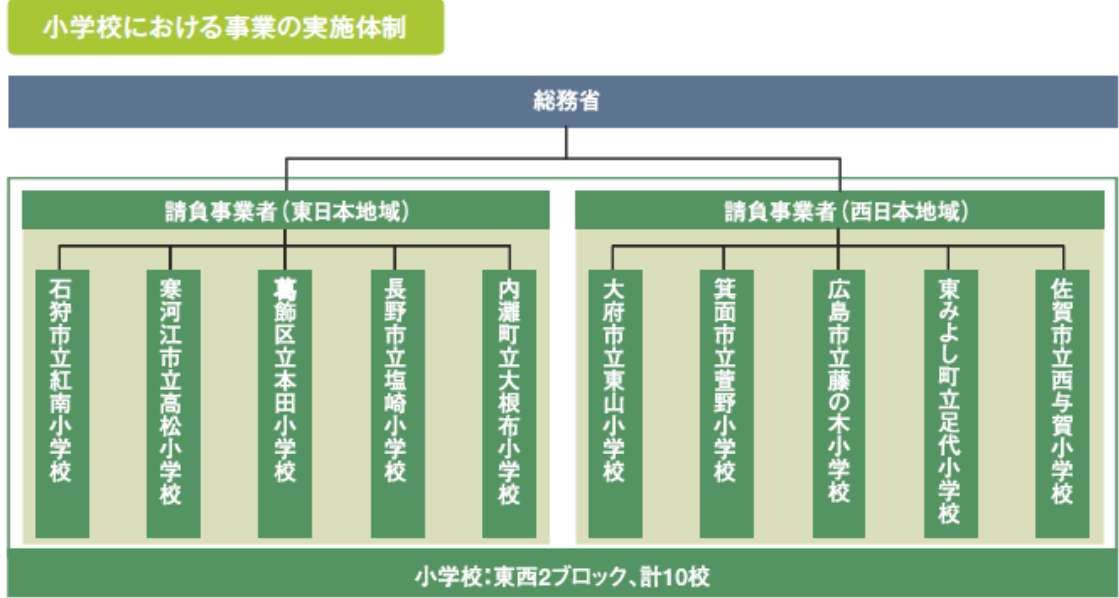 小学校における事業の実施体制
総務省
請負事業者（東日本地域）
石狩市立紅南小学校
寒河江市立高松小学校
葛飾区立本田小学校
長野市立塩崎小学校
内灘町立大根布小学校
請負事業者（西日本地域）
大府市立東山小学校
箕面市立萱野小学校
広島市立藤の木小学校
東みよし町立足代小学校
佐賀市立西与賀小学校
小学校：東西2ブロック、計10校